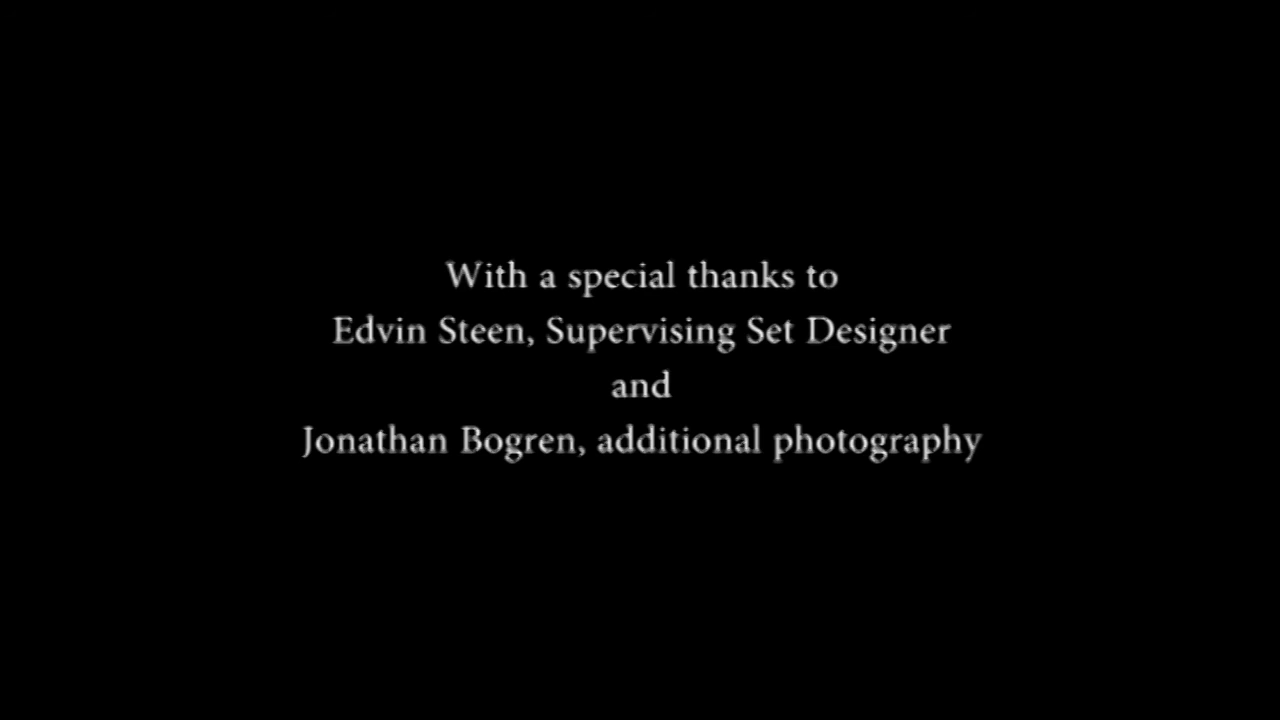 With a special thanks to
Edvin Steen, Supervising Set Designer
and
Jonathan Bogren, additional photography